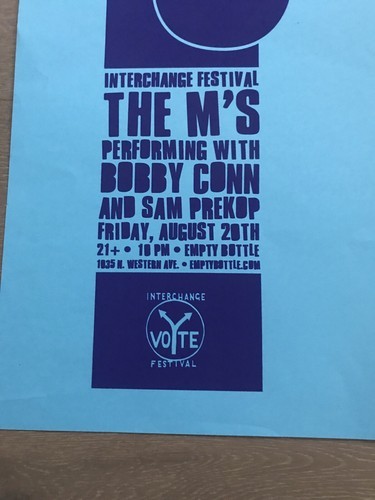 INTERCHANGE FESTIVAL
THE M'S
PERFORMING WITH
BOBBY CONN
AND SAM PREKOP
FRIDAY, AUGUST 20TH
21+ • 10 PM • EMPTY BOTTLE
1035 N. WESTERN AVE. • EMPTYBOTTLE.COM
INTERCHANGE
VOYTE
FESTIVAL